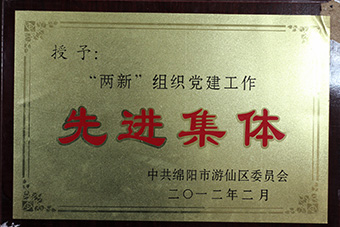 授予：
“两新”组织党建工作
先进集体
中共绵阳市游仙区委员会
二〇一二年二月